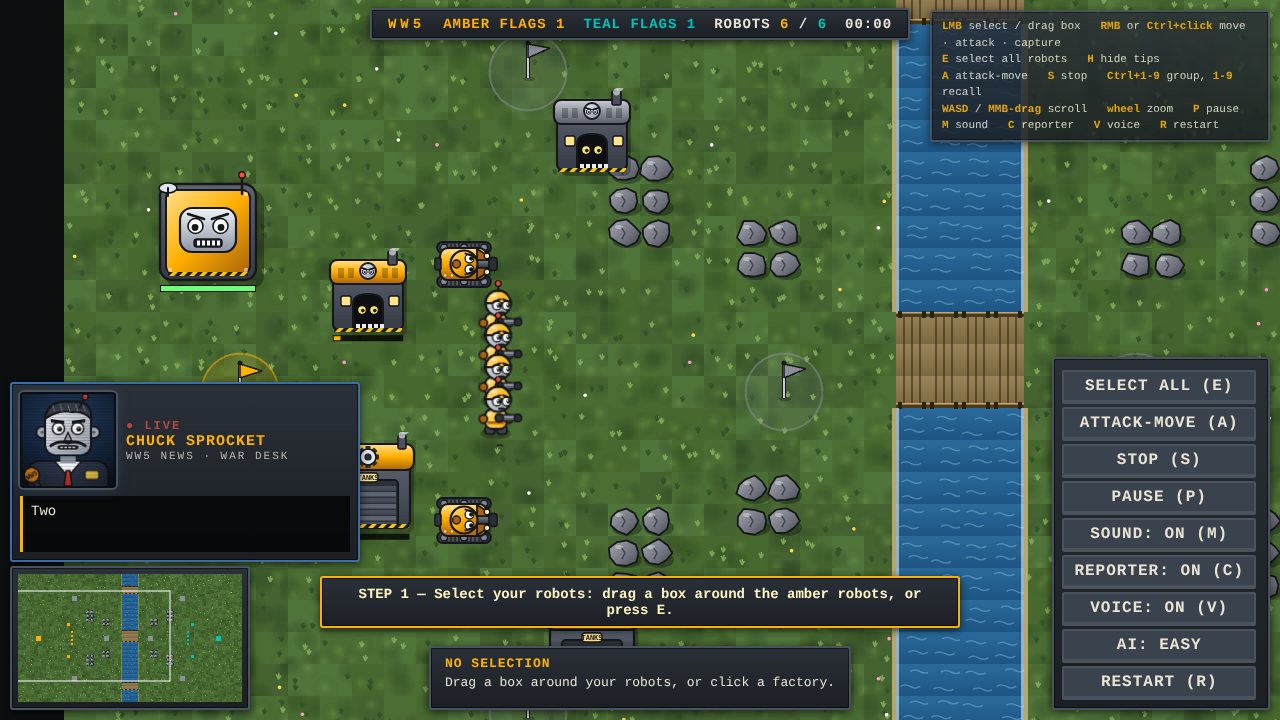 WW5 AMBER FLAGS 1 TEAL FLAGS 1 ROBOTS 6 / 6 00:00
LMB select / drag box RMB or Ctrl+click move
· attack · capture
E select all robots H hide tips
A attack-move S stop Ctrl+1-9 group, 1-9
recall
WASD / MMB-drag scroll wheel zoom P pause
M sound C reporter V voice R restart
● LIVE
CHUCK SPROCKET
WW5 NEWS · WAR DESK
Two
TANKS
STEP 1 — Select your robots: drag a box around the amber robots, or
press E.
TANKS
NO SELECTION
Drag a box around your robots, or click a factory.
SELECT ALL (E)
ATTACK-MOVE (A)
STOP (S)
PAUSE (P)
SOUND: ON (M)
REPORTER: ON (C)
VOICE: ON (V)
AI: EASY
RESTART (R)